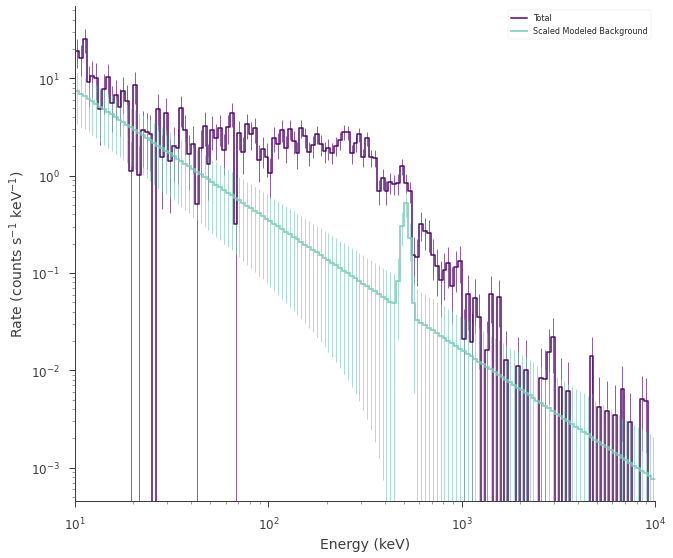 Total
Scaled Modeled Background
10¹
10⁰
10⁻¹
10⁻²
10⁻³
Rate (counts s⁻¹ keV⁻¹)
10¹ 10² 10³ 10⁴
Energy (keV)